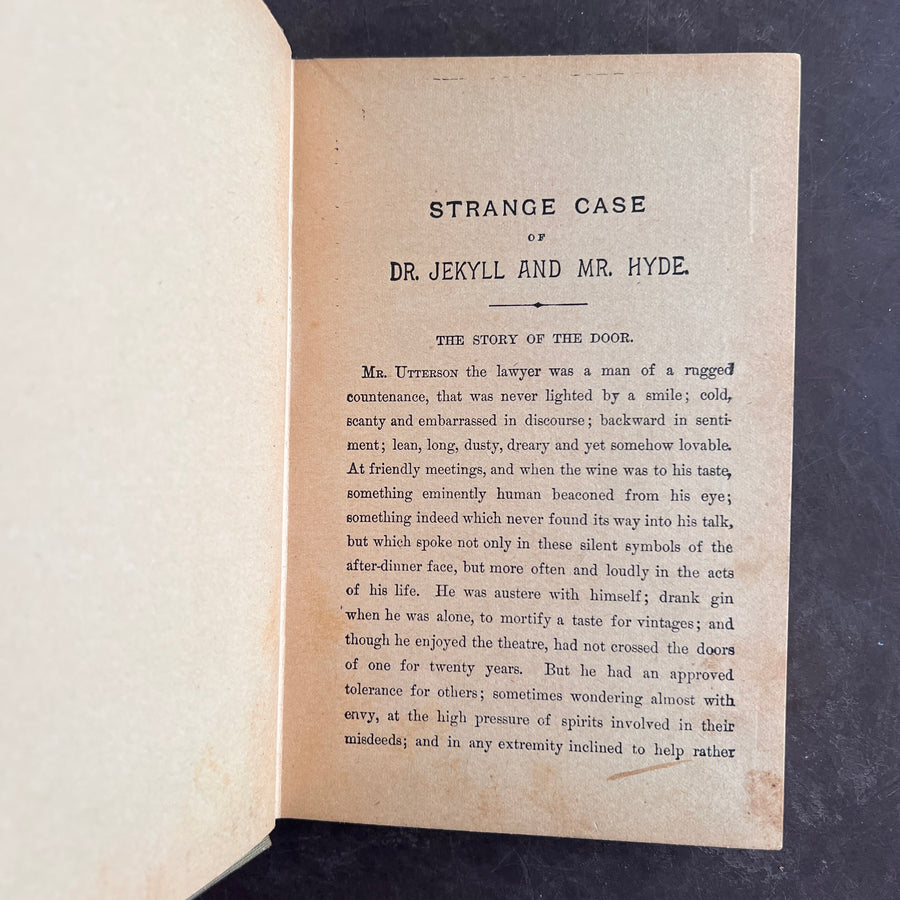 STRANGE CASE
OF
DR. JEKYLL AND MR. HYDE.
THE STORY OF THE DOOR.
MR. UTTERSON the lawyer was a man of a rugged
countenance, that was never lighted by a smile; cold,
scanty and embarrassed in discourse; backward in senti-
ment; lean, long, dusty, dreary and yet somehow lovable.
At friendly meetings, and when the wine was to his taste,
something eminently human beaconed from his eye;
something indeed which never found its way into his talk,
but which spoke not only in these silent symbols of the
after-dinner face, but more often and loudly in the acts
of his life. He was austere with himself; drank gin
when he was alone, to mortify a taste for vintages; and
though he enjoyed the theatre, had not crossed the doors
of one for twenty years. But he had an approved
tolerance for others; sometimes wondering almost with
envy, at the high pressure of spirits involved in their
misdeeds; and in any extremity inclined to help rather